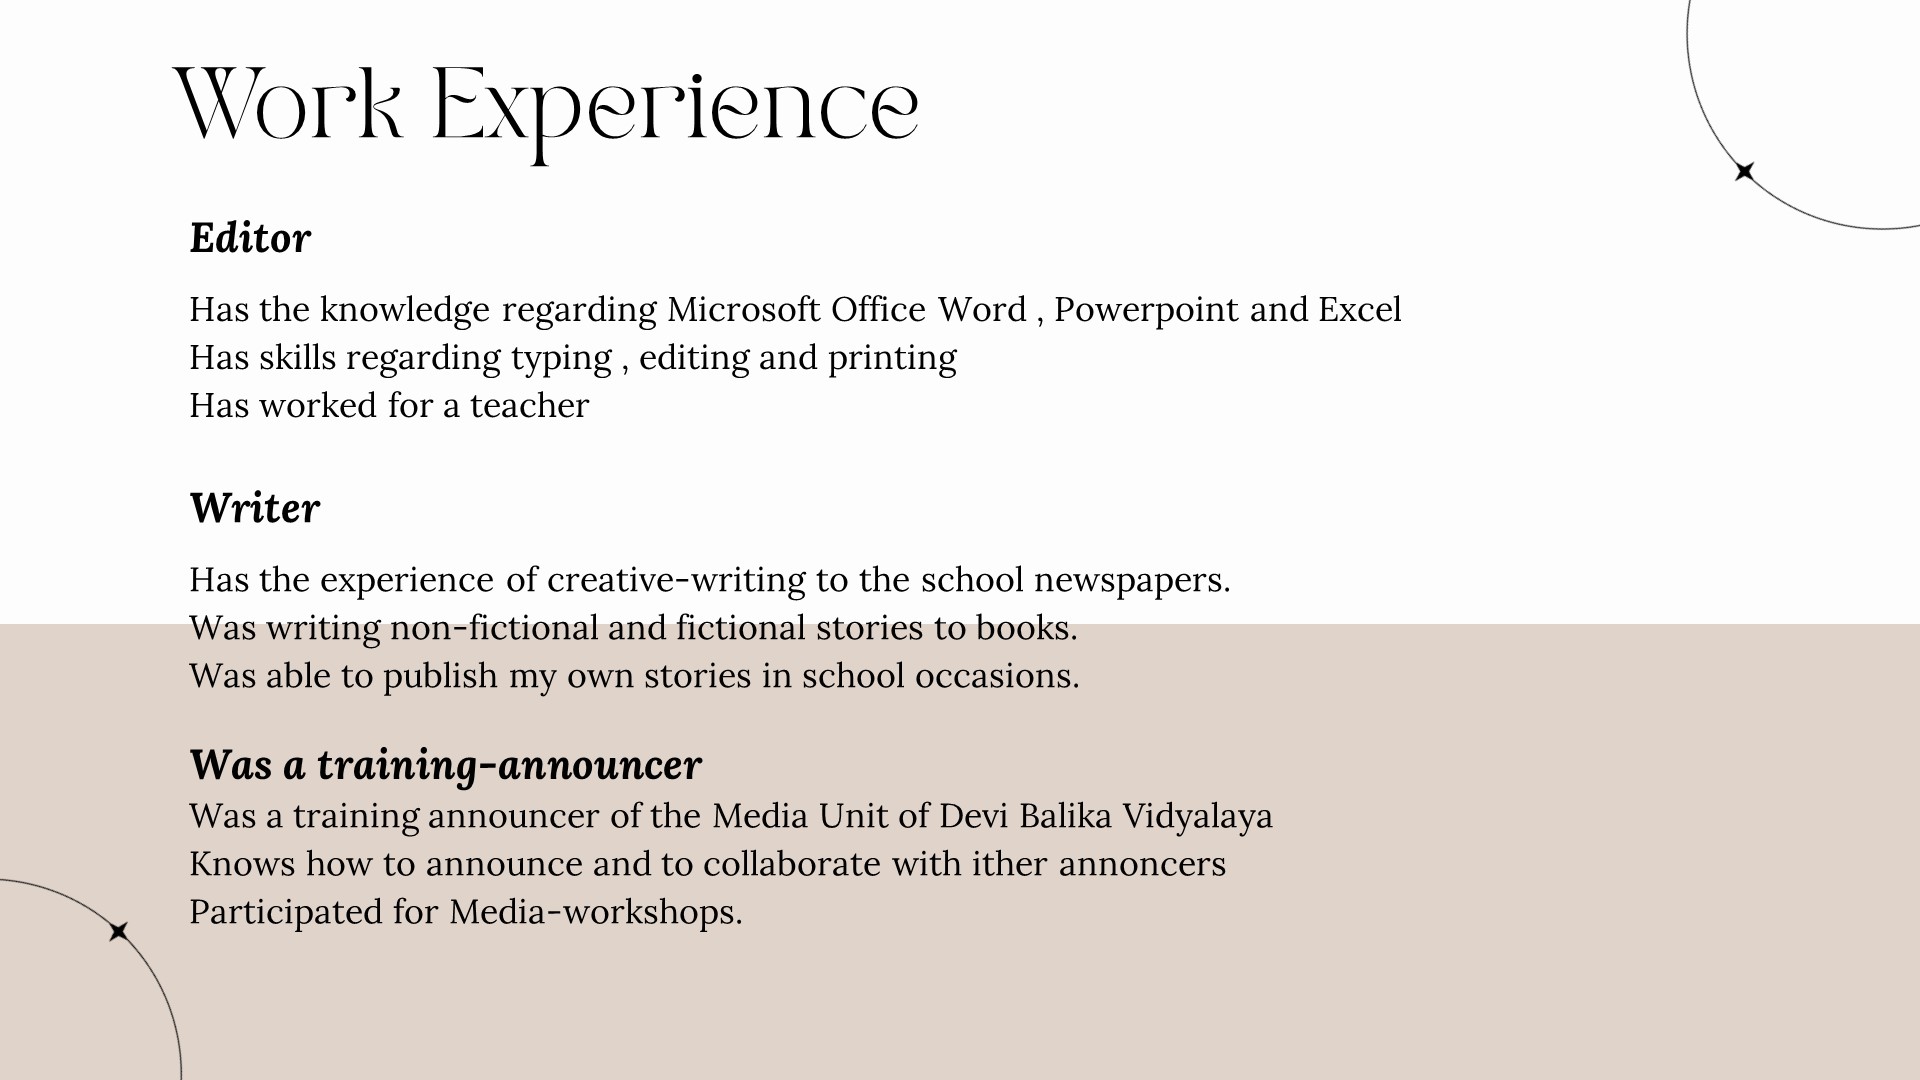 Work Experience
Editor
Has the knowledge regarding Microsoft Office Word , Powerpoint and Excel
Has skills regarding typing , editing and printing
Has worked for a teacher
Writer
Has the experience of creative-writing to the school newspapers.
Was writing non-fictional and fictional stories to books.
Was able to publish my own stories in school occasions.
Was a training-announcer
Was a training announcer of the Media Unit of Devi Balika Vidyalaya
Knows how to announce and to collaborate with ither annoncers
Participated for Media-workshops.